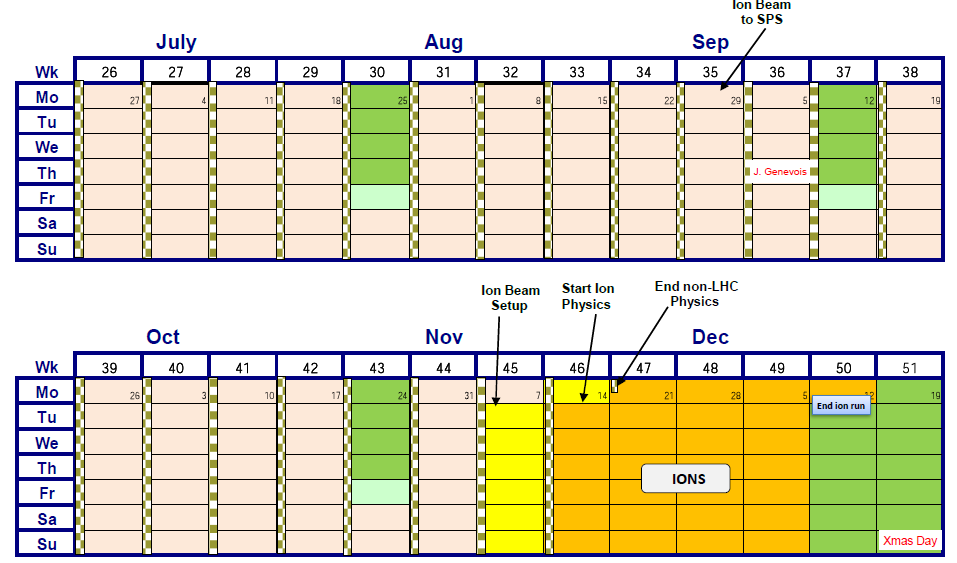 Ion Beam
to SPS
July Aug Sep
Wk 26 27 28 29 30 31 32 33 34 35 36 37 38
Mo 27 4 11 18 25 1 8 15 22 29 5 12 19
Tu
We
Th J. Genevois
Fr
Sa
Su
Ion Beam
Setup
Start Ion
Physics
End non-LHC
Physics
Oct Nov Dec
Wk 39 40 41 42 43 44 45 46 47 48 49 50 51
Mo 26 3 10 17 24 31 7 14 21 28 5 12 19
End ion run
Tu
We
Th
IONS
Fr
Sa
Su Xmas Day